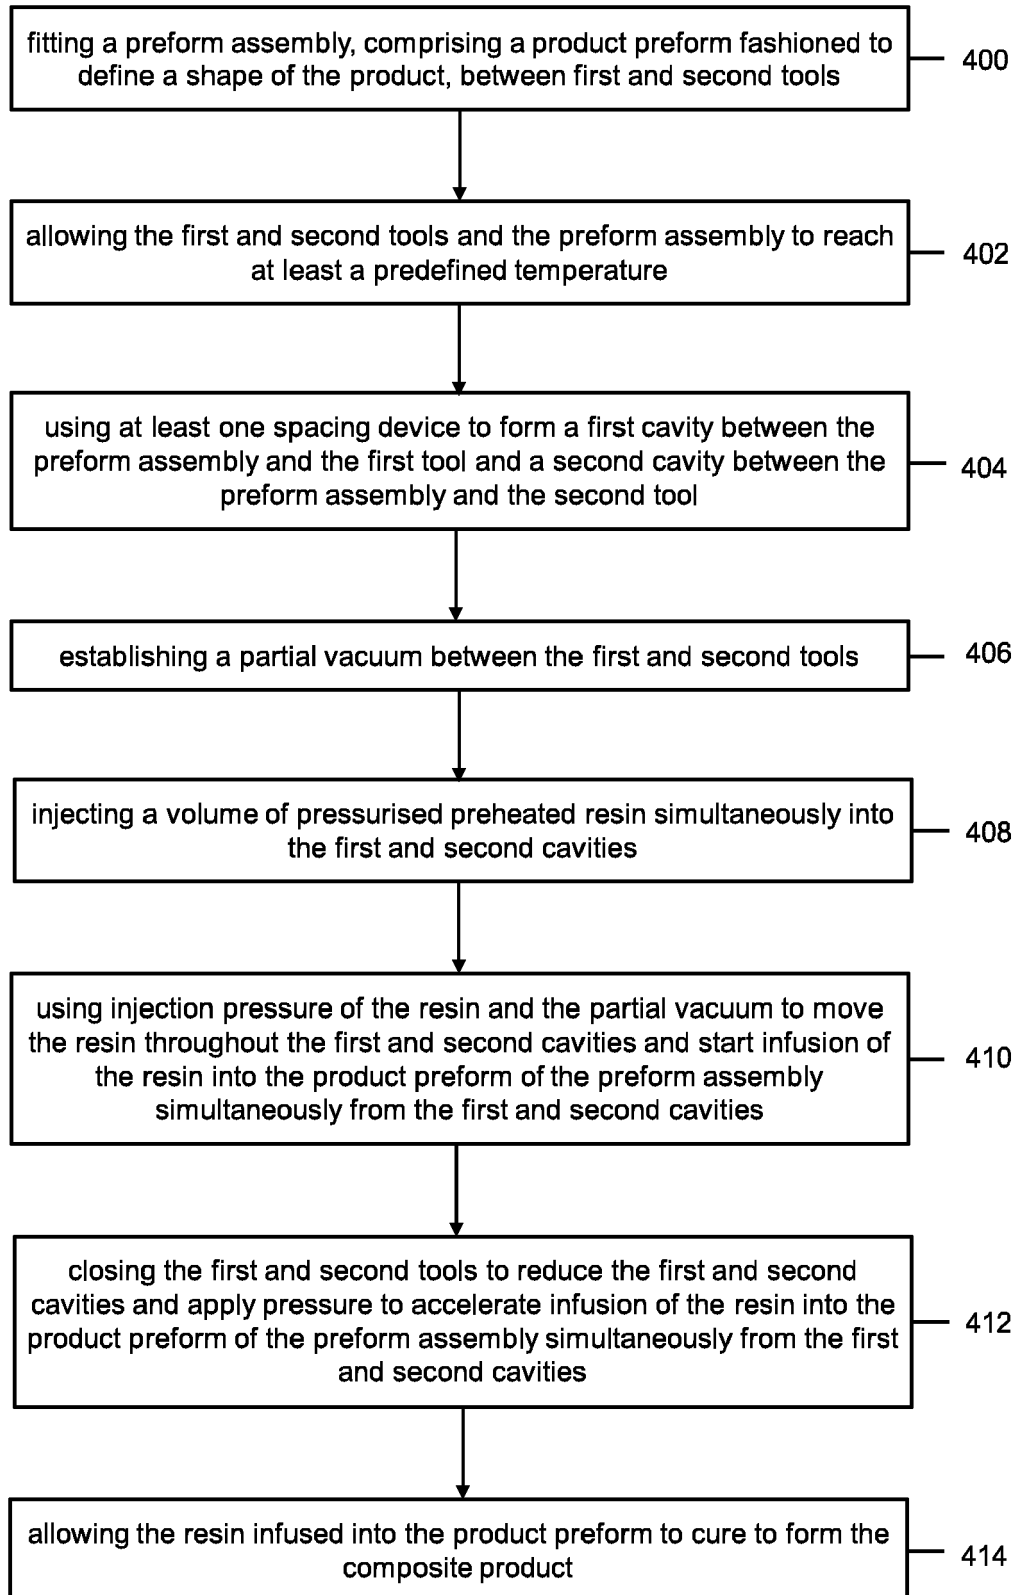 fitting a preform assembly, comprising a product preform fashioned to
define a shape of the product, between first and second tools
400
allowing the first and second tools and the preform assembly to reach
at least a predefined temperature
402
using at least one spacing device to form a first cavity between the
preform assembly and the first tool and a second cavity between the
preform assembly and the second tool
404
establishing a partial vacuum between the first and second tools
406
injecting a volume of pressurised preheated resin simultaneously into
the first and second cavities
408
using injection pressure of the resin and the partial vacuum to move
the resin throughout the first and second cavities and start infusion of
the resin into the product preform of the preform assembly
simultaneously from the first and second cavities
410
closing the first and second tools to reduce the first and second
cavities and apply pressure to accelerate infusion of the resin into the
product preform of the preform assembly simultaneously from the first
and second cavities
412
allowing the resin infused into the product preform to cure to form the
composite product
414